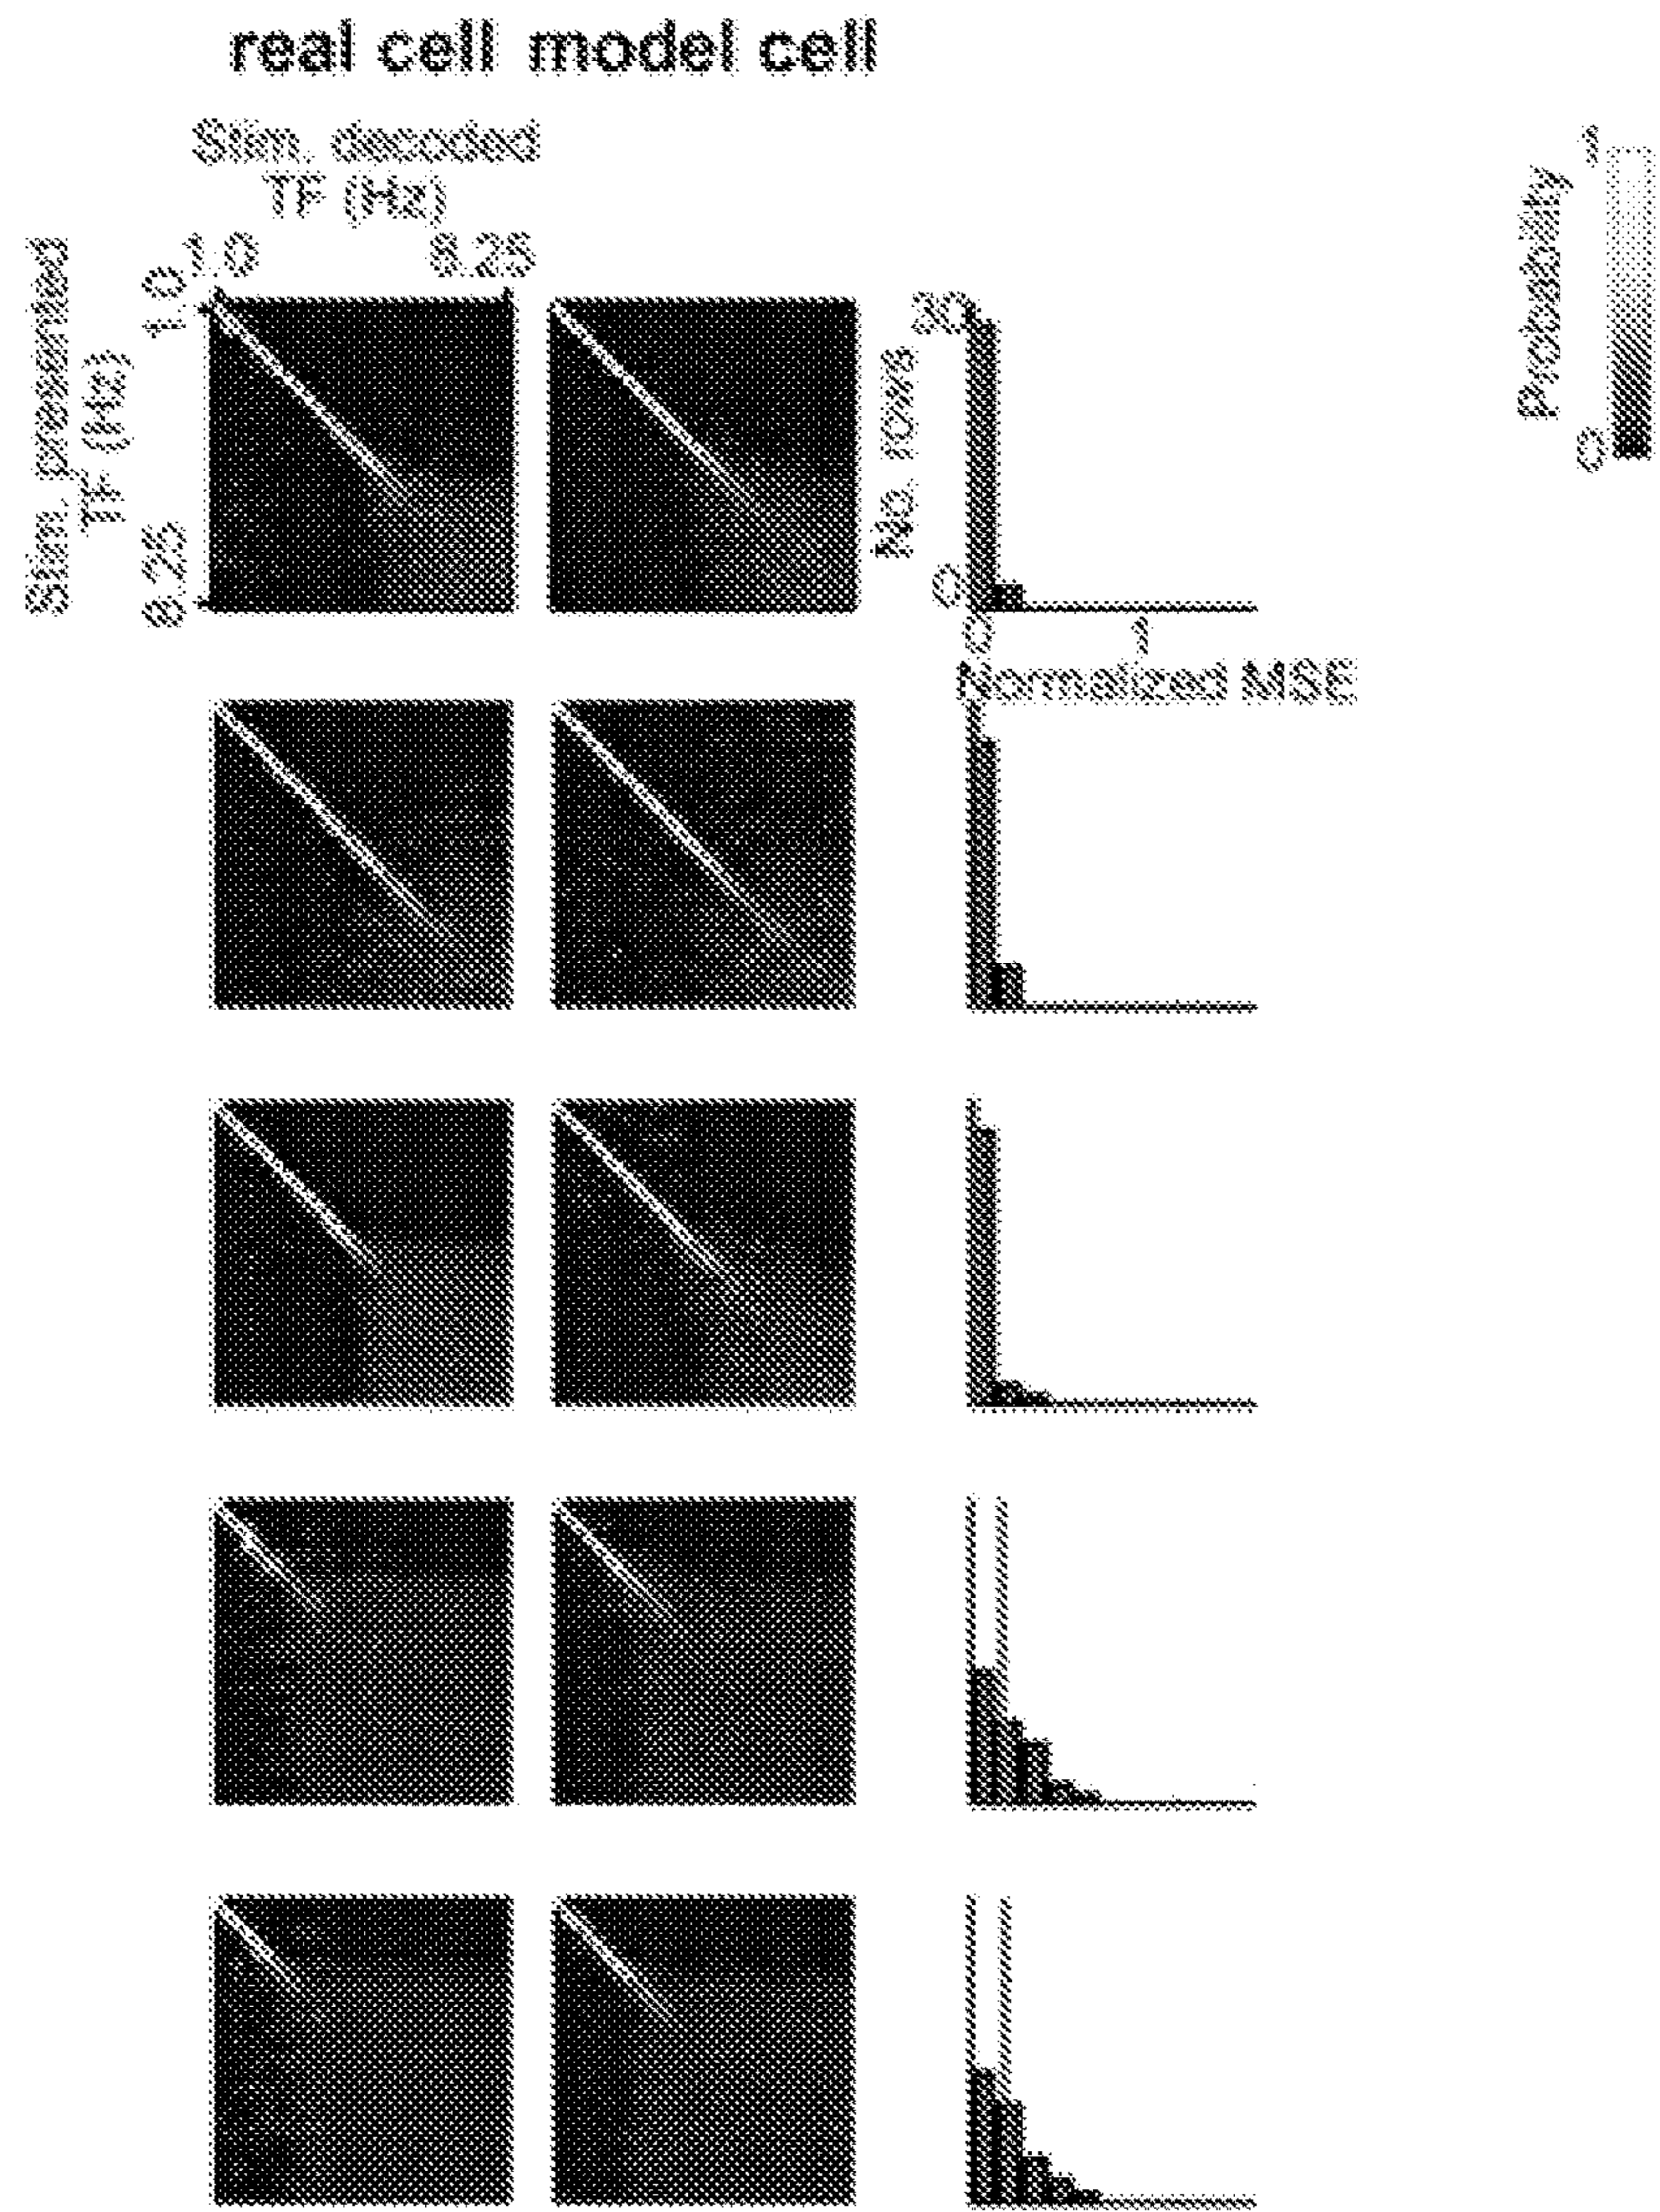 real cell model cell
Stim. decoded
TF (Hz)
1.0 8.25
Stim. presented
TF (Hz)
1.0
8.25
No. rows
30
0
0 1
Normalized MSE
Probability
1
0